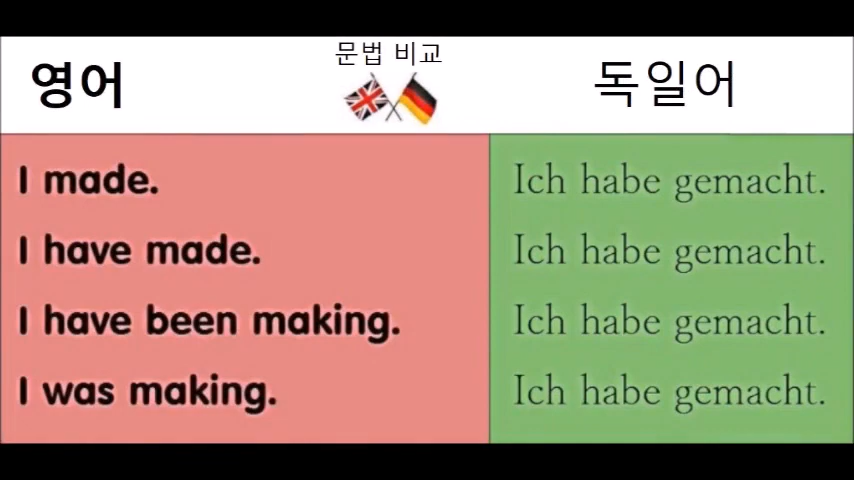 문법 비교
영어 독일어
I made. Ich habe gemacht.
I have made. Ich habe gemacht.
I have been making. Ich habe gemacht.
I was making. Ich habe gemacht.